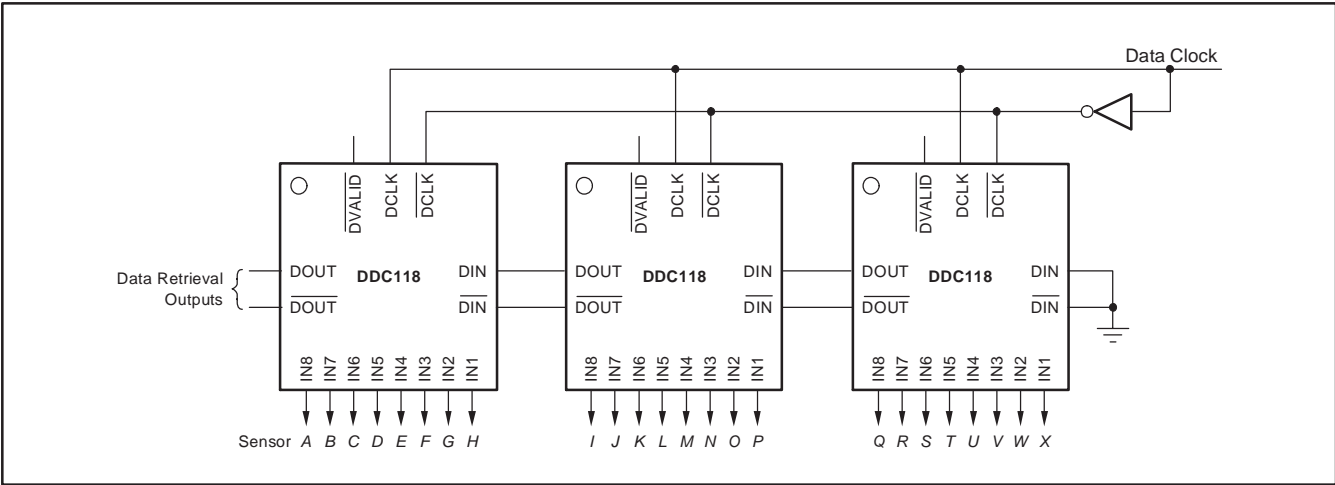 Data Clock
DVALID DCLK DCLK DVALID DCLK DCLK DVALID DCLK DCLK
DOUT DDC118 DIN DOUT DDC118 DIN DOUT DDC118 DIN
Data Retrieval
Outputs
DOUT DIN DOUT DIN DOUT DIN
IN8 IN7 IN6 IN5 IN4 IN3 IN2 IN1 IN8 IN7 IN6 IN5 IN4 IN3 IN2 IN1 IN8 IN7 IN6 IN5 IN4 IN3 IN2 IN1
Sensor A B C D E F G H I J K L M N O P Q R S T U V W X